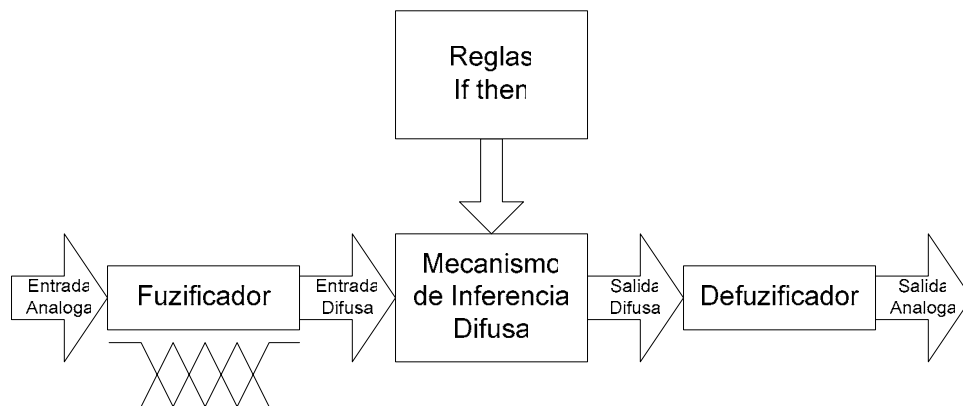 Reglas
If then
Entrada
Analoga
Fuzificador
Entrada
Difusa
Mecanismo
de Inferencia
Difusa
Salida
Difusa
Defuzificador
Salida
Analoga